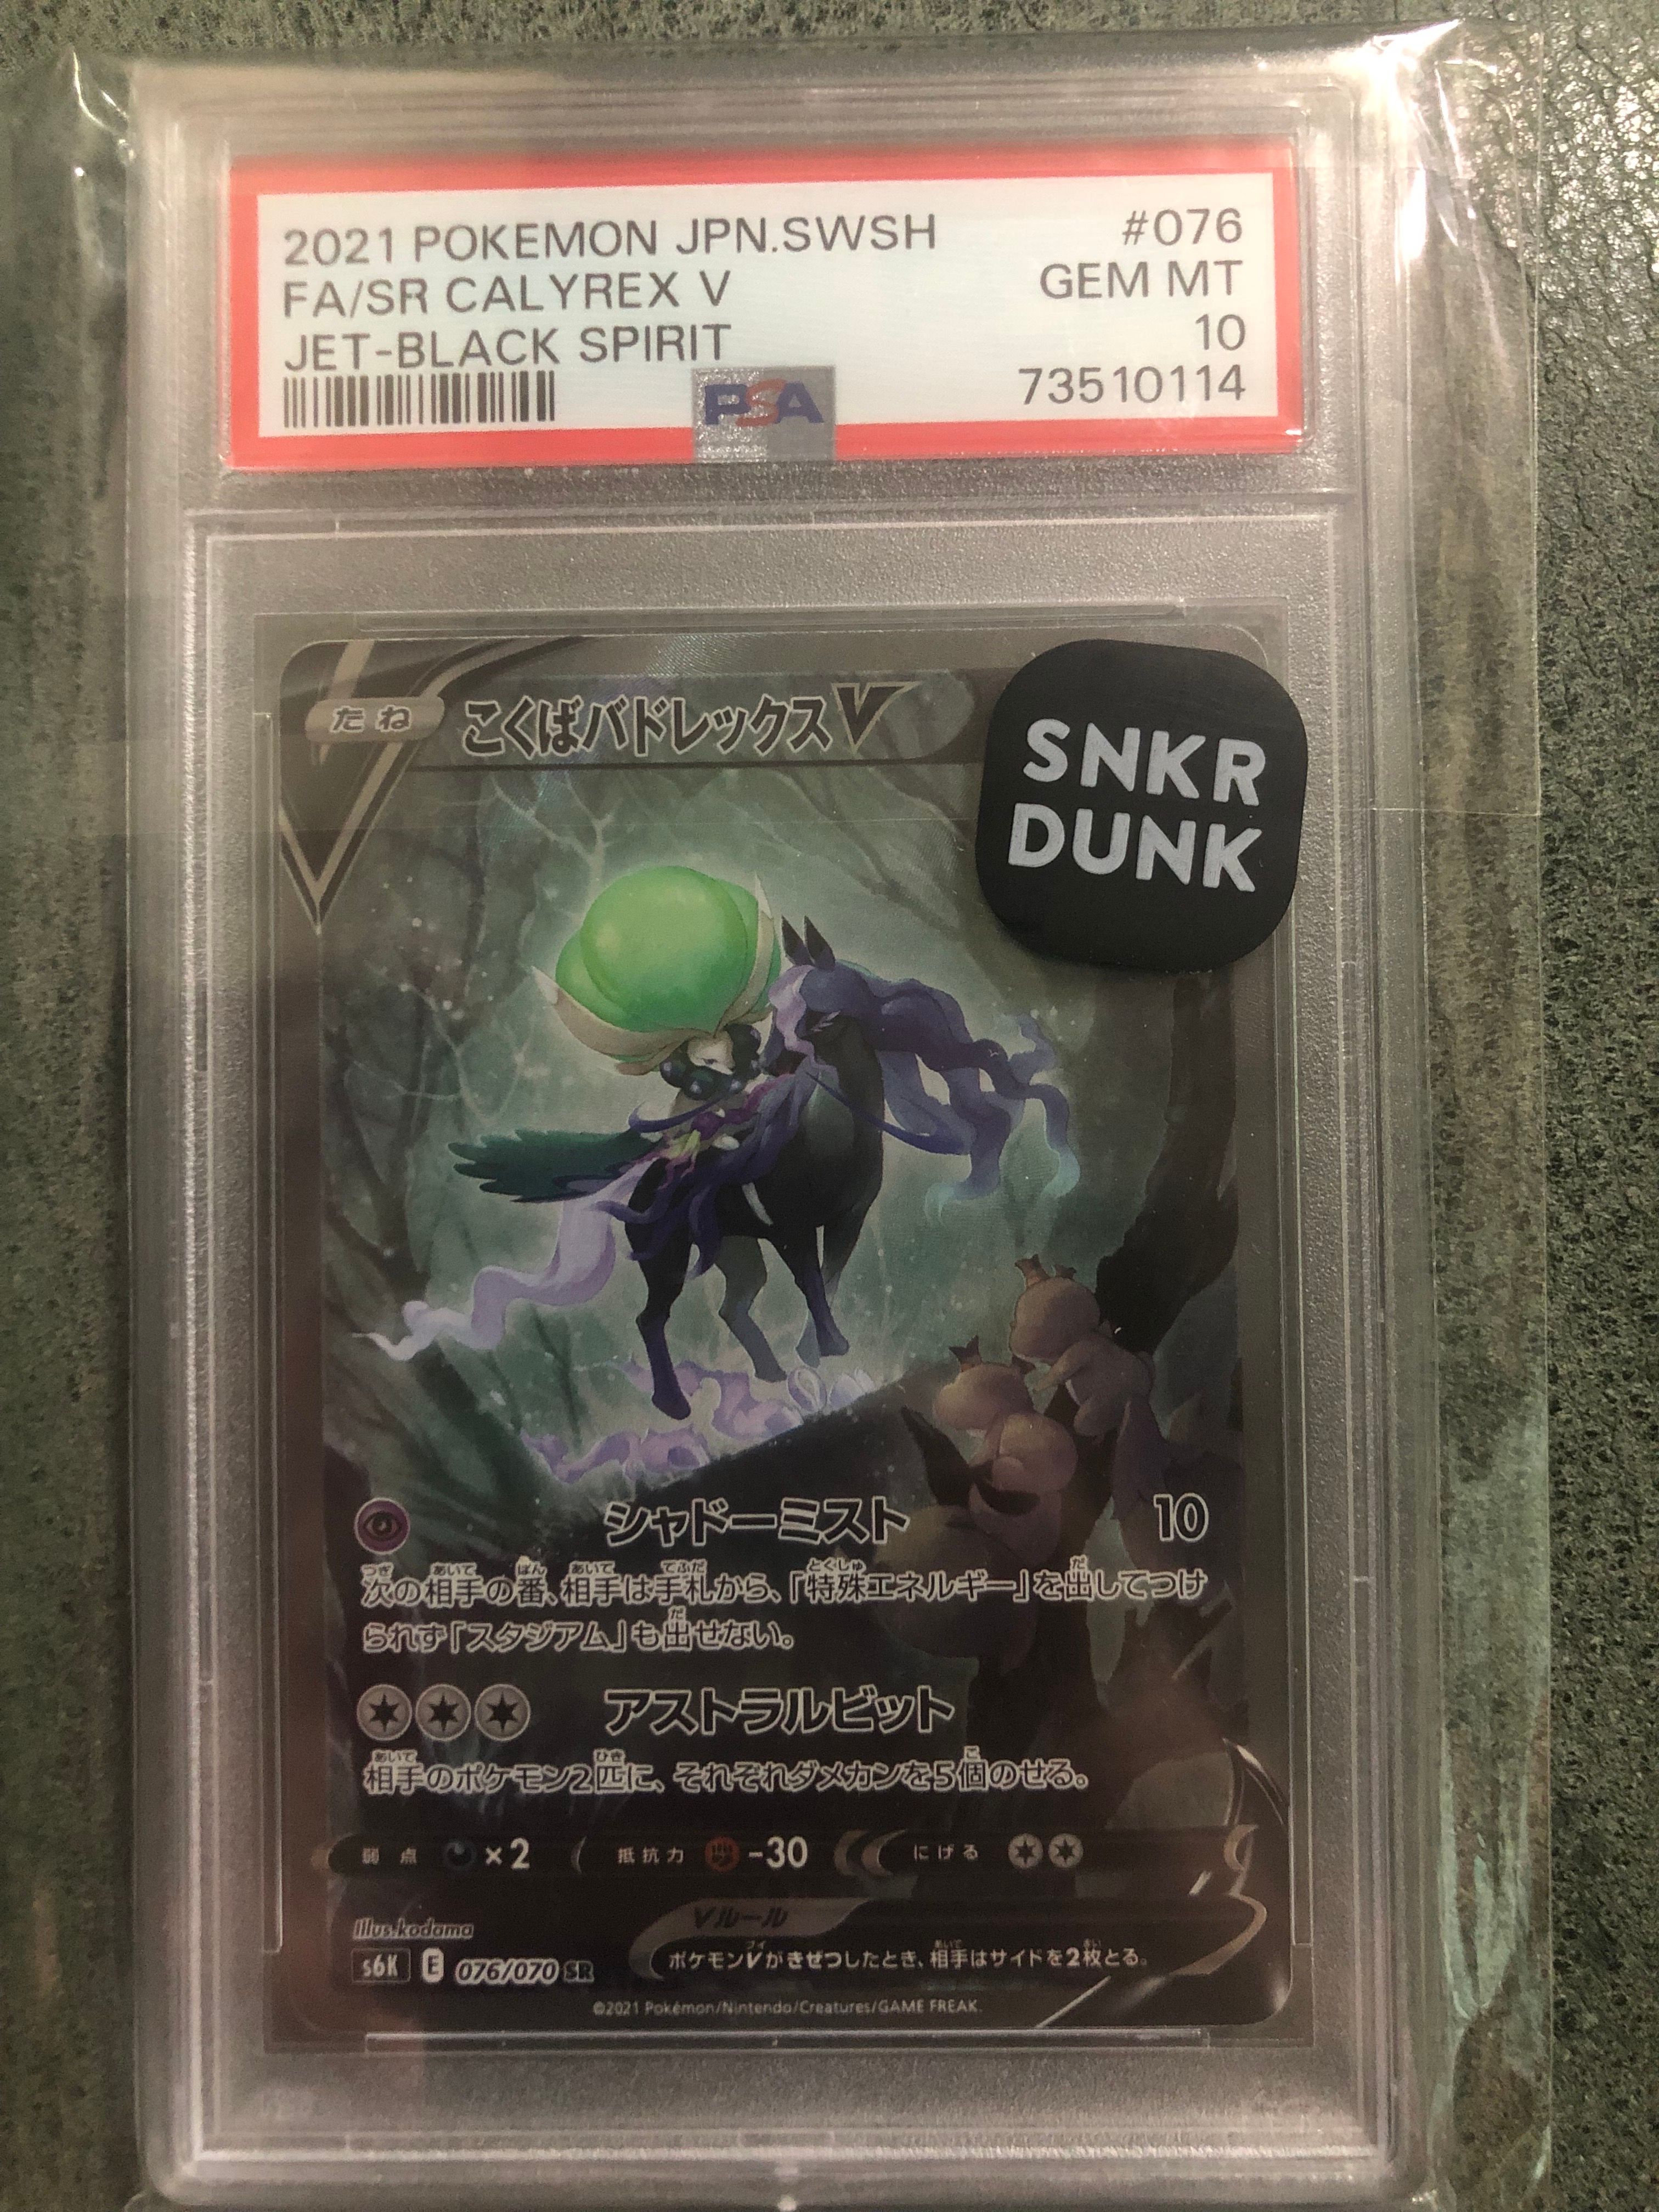 2021 POKEMON JPN.SWSH #076
FA/SR CALYREX V GEM MT
JET-BLACK SPIRIT 10
PSA 73510114
たね こくばバドレックスV
SNKR
DUNK
シャドーミスト 10
次の相手の番、相手は手札から、「特殊エネルギー」を出してつけ
られず「スタジアム」も出せない。
アストラルビット
相手のポケモン2匹に、それぞれダメカンを5個のせる。
弱点 ×2 抵抗力 -30 にげる
Illus.kodama
Vルール
s6K E 076/070 SR ポケモンVがきぜつしたとき、相手はサイドを2枚とる。
©2021 Pokémon/Nintendo/Creatures/GAME FREAK.